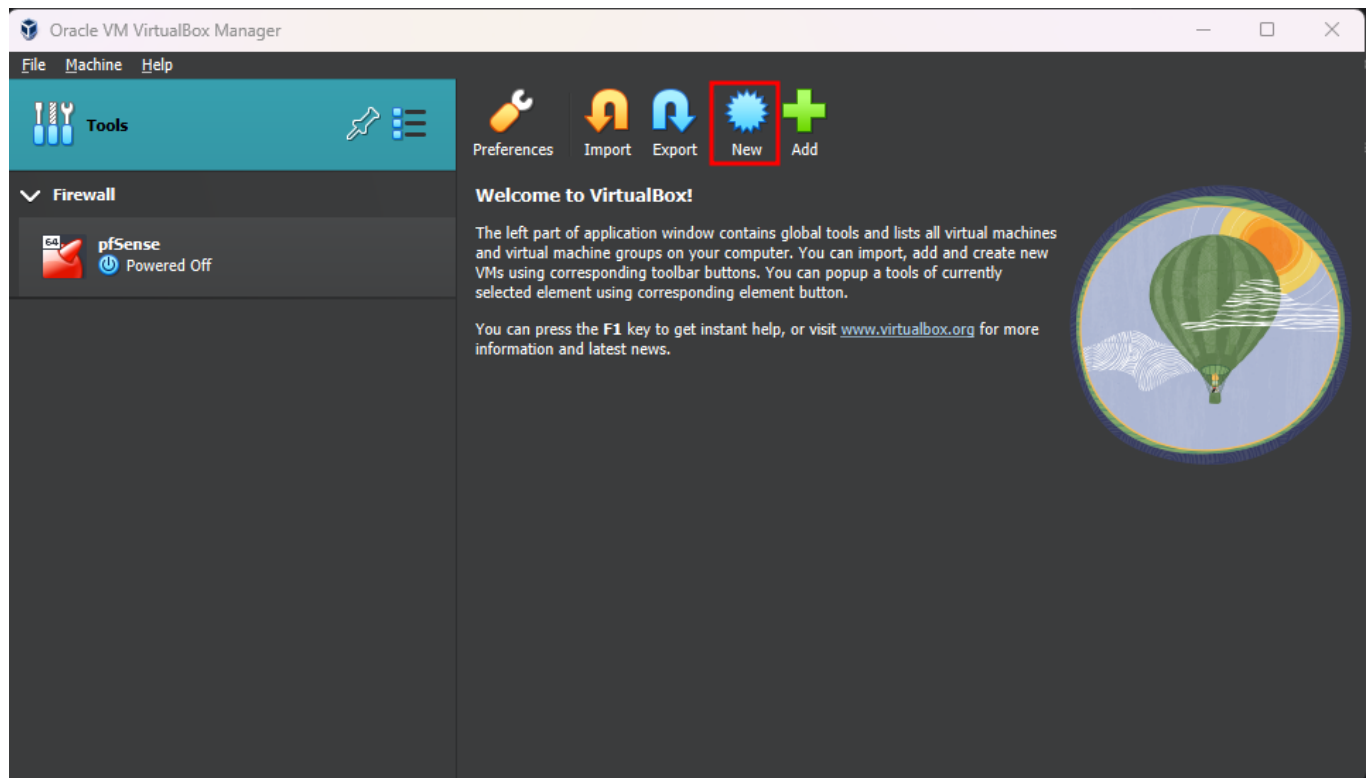 Oracle VM VirtualBox Manager
File Machine Help
Tools
Preferences Import Export New Add
Firewall
64
pfSense
Powered Off
Welcome to VirtualBox!
The left part of application window contains global tools and lists all virtual machines
and virtual machine groups on your computer. You can import, add and create new
VMs using corresponding toolbar buttons. You can popup a tools of currently
selected element using corresponding element button.
You can press the F1 key to get instant help, or visit www.virtualbox.org for more
information and latest news.